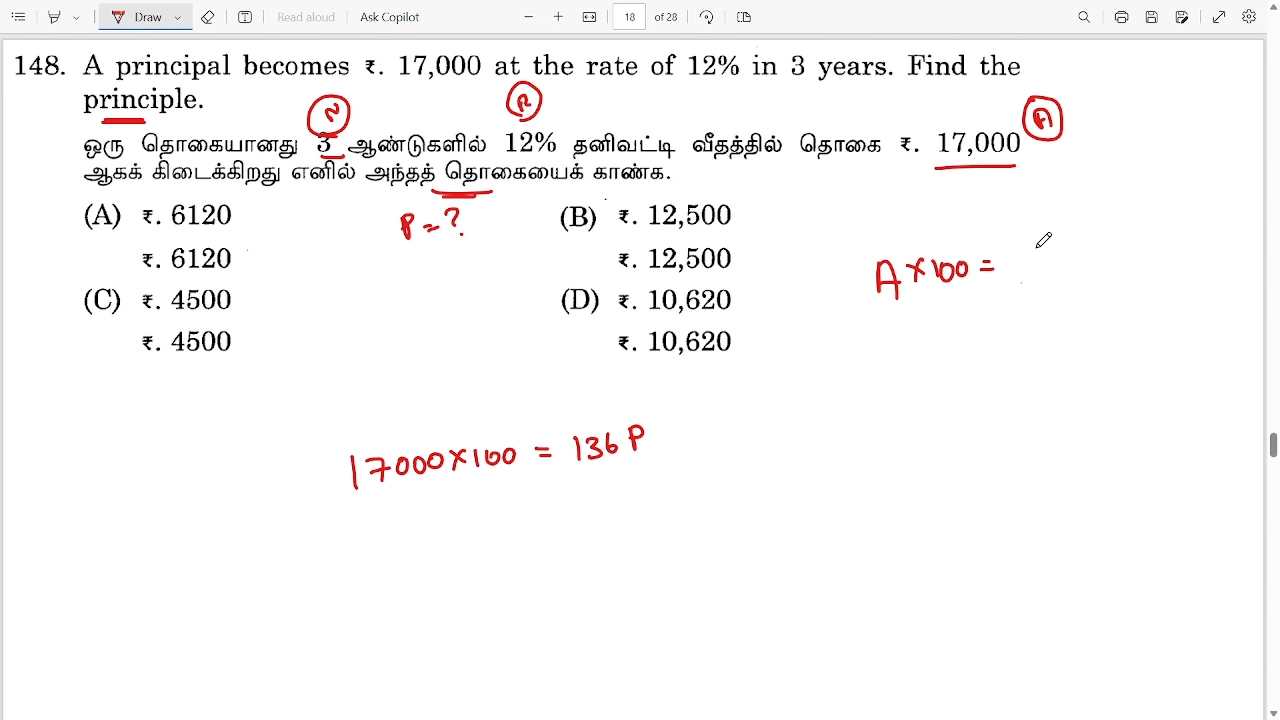 Draw Read aloud Ask Copilot 18 of 28
148. A principal becomes ₹. 17,000 at the rate of 12% in 3 years. Find the
principle.
N R A
ஒரு தொகையானது 3 ஆண்டுகளில் 12% தனிவட்டி வீதத்தில் தொகை ₹. 17,000
ஆகக் கிடைக்கிறது எனில் அந்தத் தொகையைக் காண்க.
(A) ₹. 6120 (B) ₹. 12,500
P = ?
₹. 6120 ₹. 12,500
A × 100 =
(C) ₹. 4500 (D) ₹. 10,620
₹. 4500 ₹. 10,620
17000 × 100 = 136 P